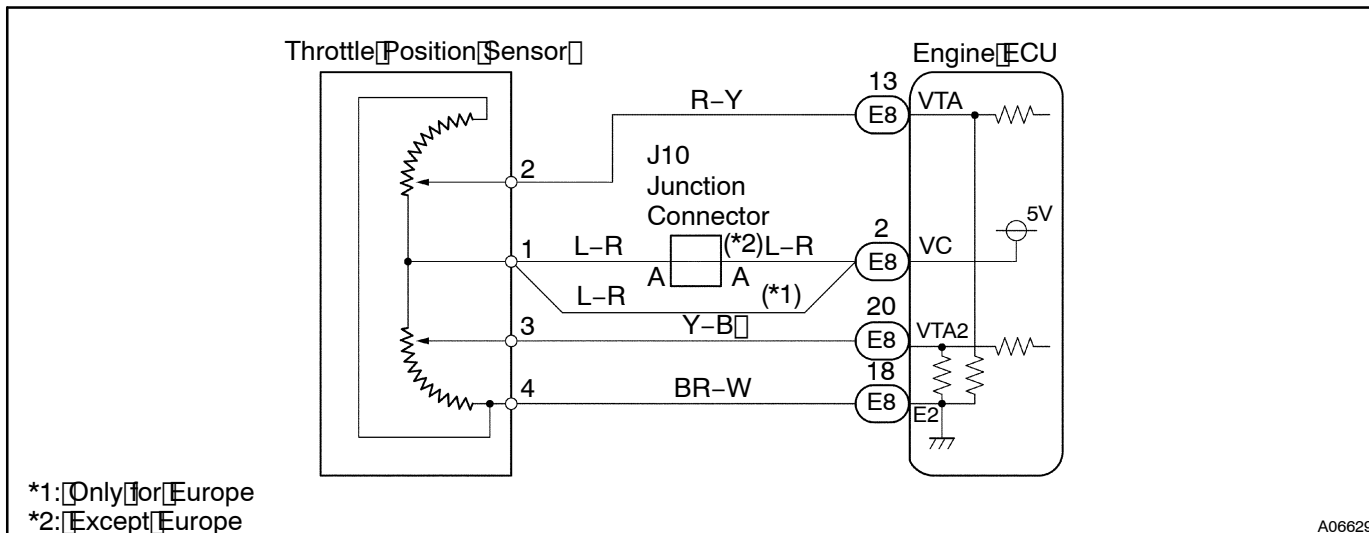 Throttle Position Sensor
Engine ECU
13
R–Y
E8
VTA
J10
Junction
Connector
2
5V
1
L–R
(*2)
L–R
2
E8
VC
A
A
L–R
(*1)
20
3
Y–B
E8
VTA2
18
4
BR–W
E8
E2
*1: Only for Europe
*2: Except Europe
A06629